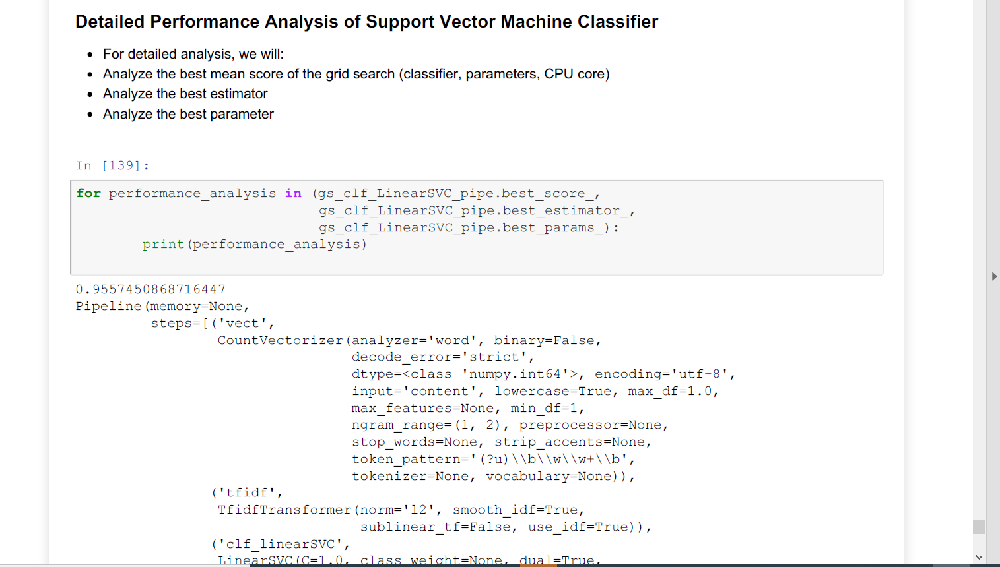 Detailed Performance Analysis of Support Vector Machine Classifier
• For detailed analysis, we will:
• Analyze the best mean score of the grid search (classifier, parameters, CPU core)
• Analyze the best estimator
• Analyze the best parameter
In [139]:
for performance_analysis in (gs_clf_LinearSVC_pipe.best_score_,
gs_clf_LinearSVC_pipe.best_estimator_,
gs_clf_LinearSVC_pipe.best_params_):
print(performance_analysis)
0.9557450868716447
Pipeline(memory=None,
steps=[('vect',
CountVectorizer(analyzer='word', binary=False,
decode_error='strict',
dtype=<class 'numpy.int64'>, encoding='utf-8',
input='content', lowercase=True, max_df=1.0,
max_features=None, min_df=1,
ngram_range=(1, 2), preprocessor=None,
stop_words=None, strip_accents=None,
token_pattern='(?u)\\b\\w\\w+\\b',
tokenizer=None, vocabulary=None)),
('tfidf',
TfidfTransformer(norm='l2', smooth_idf=True,
sublinear_tf=False, use_idf=True)),
('clf_linearSVC',
LinearSVC(C=1.0, class_weight=None, dual=True,